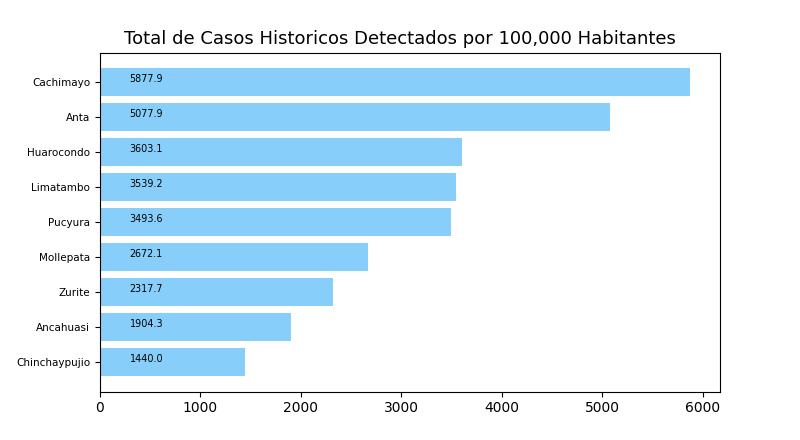 Total de Casos Historicos Detectados por 100,000 Habitantes
Cachimayo 5877.9
Anta 5077.9
Huarocondo 3603.1
Limatambo 3539.2
Pucyura 3493.6
Mollepata 2672.1
Zurite 2317.7
Ancahuasi 1904.3
Chinchaypujio 1440.0
0 1000 2000 3000 4000 5000 6000